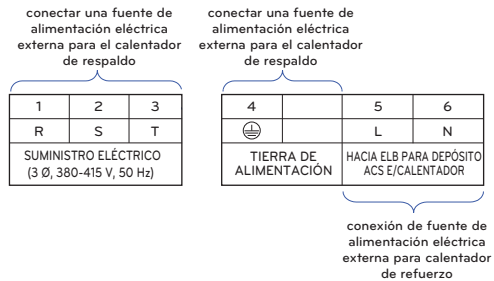 conectar una fuente de
alimentación eléctrica
externa para el calentador
de respaldo
conectar una fuente de
alimentación eléctrica
externa para el calentador
de respaldo
1 2 3
R S T
SUMINISTRO ELÉCTRICO
(3 Ø, 380-415 V, 50 Hz)
4 5 6
L N
TIERRA DE
ALIMENTACIÓN
HACIA ELB PARA DEPÓSITO
ACS E/CALENTADOR
conexión de fuente de
alimentación eléctrica
externa para calentador
de refuerzo